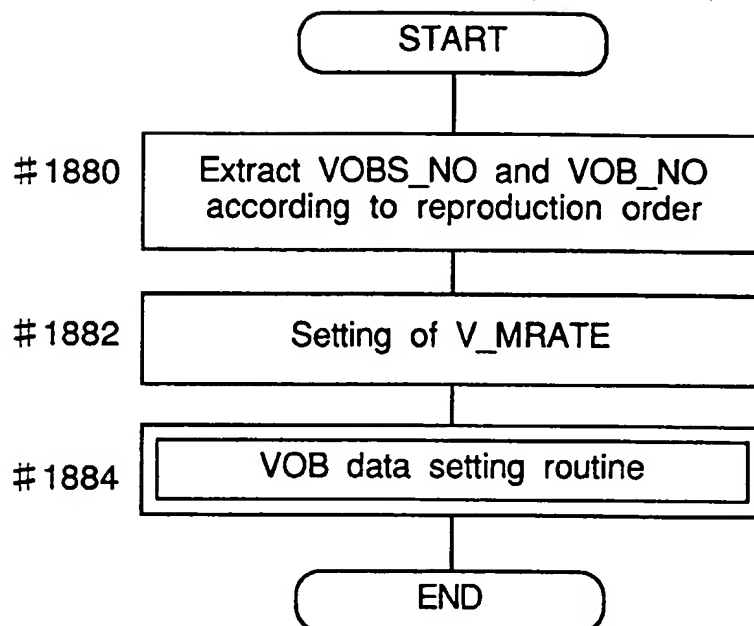 START
#1880
Extract VOBS_NO and VOB_NO
according to reproduction order
#1882
Setting of V_MRATE
#1884
VOB data setting routine
END